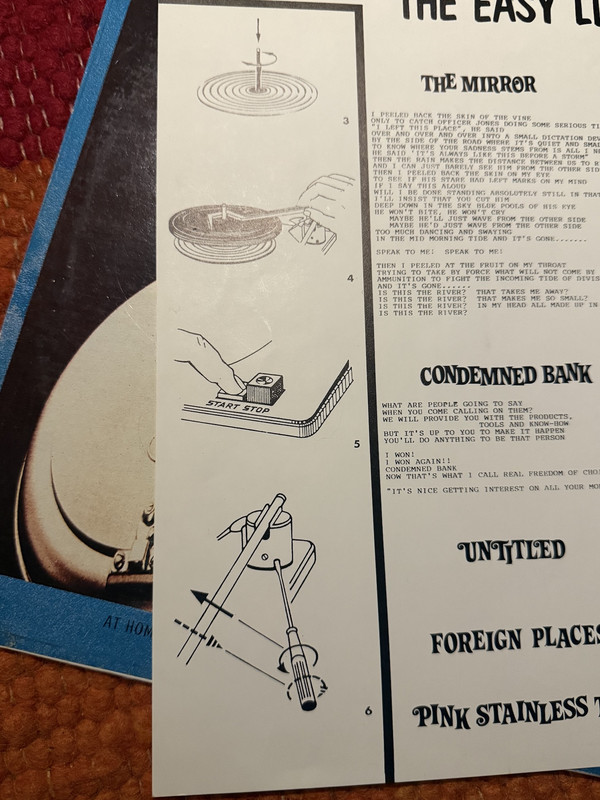 THE EASY
3
4
START STOP
5
6
AT HOM
THE MIRROR
I PEELED BACK THE SKIN OF THE VINE
ONLY TO CATCH OFFICER JONES DOING SOME SERIOUS TI
"I LEFT THIS PLACE", HE SAID
OVER AND OVER AND OVER INTO A SMALL DICTATION DEV
BY THE SIDE OF THE ROAD WHERE IT'S QUIET AND SMAL
TO KNOW WHERE YOUR SADNESS STEMS FROM IS ALL I NE
HE SAID "IT'S ALWAYS LIKE THIS BEFORE A STORM"
THEN THE RAIN MAKES THE DISTANCE BETWEEN US TO R
AND I CAN JUST BARELY SEE HIM FROM THE OTHER SID
THEN I PEELED BACK THE SKIN ON MY EYE
TO SEE IF HIS STARE HAD LEFT MARKS ON MY MIND
IF I SAY THIS ALOUD
WILL I BE DONE STANDING ABSOLUTELY STILL IN THAT
I'LL INSIST THAT YOU CUT HIM
DEEP DOWN IN THE SKY BLUE POOLS OF HIS EYE
HE WON'T BITE, HE WON'T CRY
MAYBE HE'LL JUST WAVE FROM THE OTHER SIDE
MAYBE HE'D JUST WAVE FROM THE OTHER SIDE
TOO MUCH DANCING AND SWAYING
IN THE MID MORNING TIDE AND IT'S GONE.......
SPEAK TO ME! SPEAK TO ME!
THEN I PEELED AT THE FRUIT ON MY THROAT
TRYING TO TAKE BY FORCE WHAT WILL NOT COME BY
AMMUNITION TO FIGHT THE INCOMING TIDE OF DIVIS
AND IT'S GONE......
IS THIS THE RIVER? THAT TAKES ME AWAY?
IS THIS THE RIVER? THAT MAKES ME SO SMALL?
IS THIS THE RIVER? IN MY HEAD ALL MADE UP IN
IS THIS THE RIVER?
CONDEMNED BANK
WHAT ARE PEOPLE GOING TO SAY
WHEN YOU COME CALLING ON THEM?
WE WILL PROVIDE YOU WITH THE PRODUCTS,
TOOLS AND KNOW-HOW
BUT IT'S UP TO YOU TO MAKE IT HAPPEN
YOU'LL DO ANYTHING TO BE THAT PERSON
I WON!
I WON AGAIN!!
CONDEMNED BANK
NOW THAT'S WHAT I CALL REAL FREEDOM OF CHOI
"IT'S NICE GETTING INTEREST ON ALL YOUR MON
UNTITLED
FOREIGN PLACES
PINK STAINLESS T